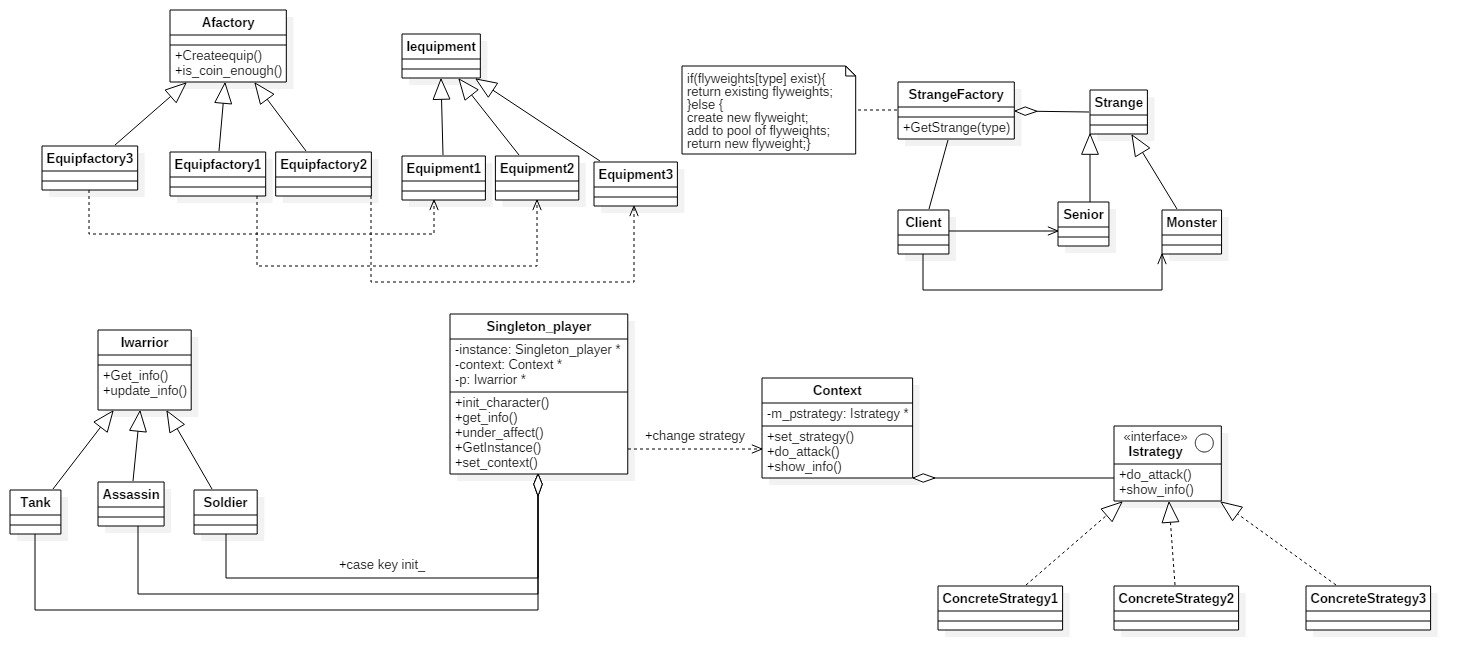 Afactory
+Createequip()
+is_coin_enough()
Iequipment
Equipfactory3
Equipfactory1
Equipfactory2
Equipment1
Equipment2
Equipment3
if(flyweights[type] exist){
return existing flyweights;
}else {
create new flyweight;
add to pool of flyweights;
return new flyweight;}
StrangeFactory
+GetStrange(type)
Strange
Client
Senior
Monster
Iwarrior
+Get_info()
+update_info()
Tank
Assassin
Soldier
+case key init_
Singleton_player
-instance: Singleton_player *
-context: Context *
-p: Iwarrior *
+init_character()
+get_info()
+under_affect()
+GetInstance()
+set_context()
+change strategy
Context
-m_pstrategy: Istrategy *
+set_strategy()
+do_attack()
+show_info()
«interface»
Istrategy
+do_attack()
+show_info()
ConcreteStrategy1
ConcreteStrategy2
ConcreteStrategy3